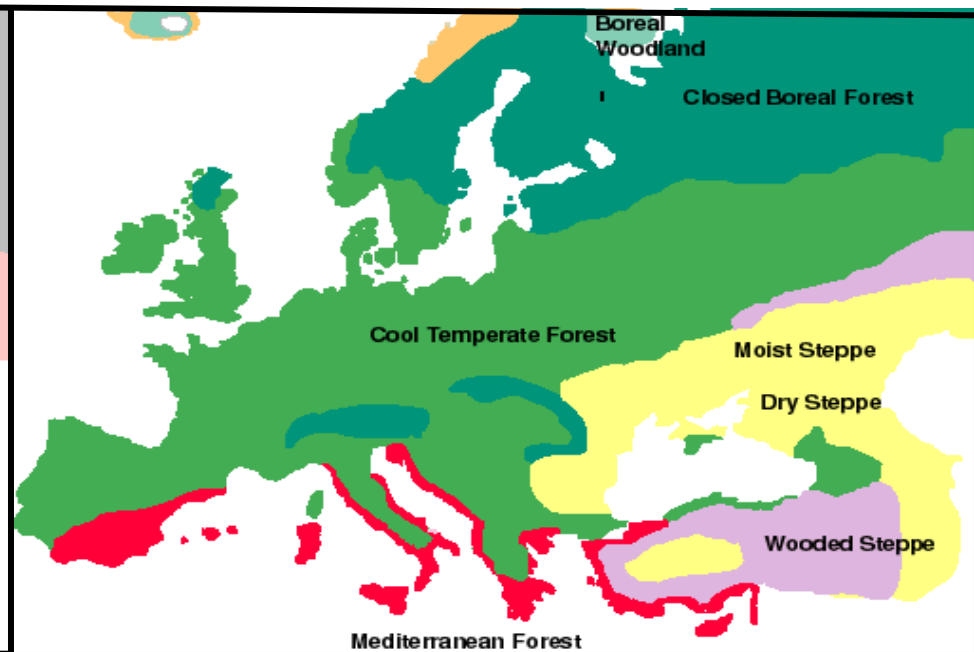 Boreal
Woodland
Closed Boreal Forest
Cool Temperate Forest
Moist Steppe
Dry Steppe
Wooded Steppe
Mediterranean Forest